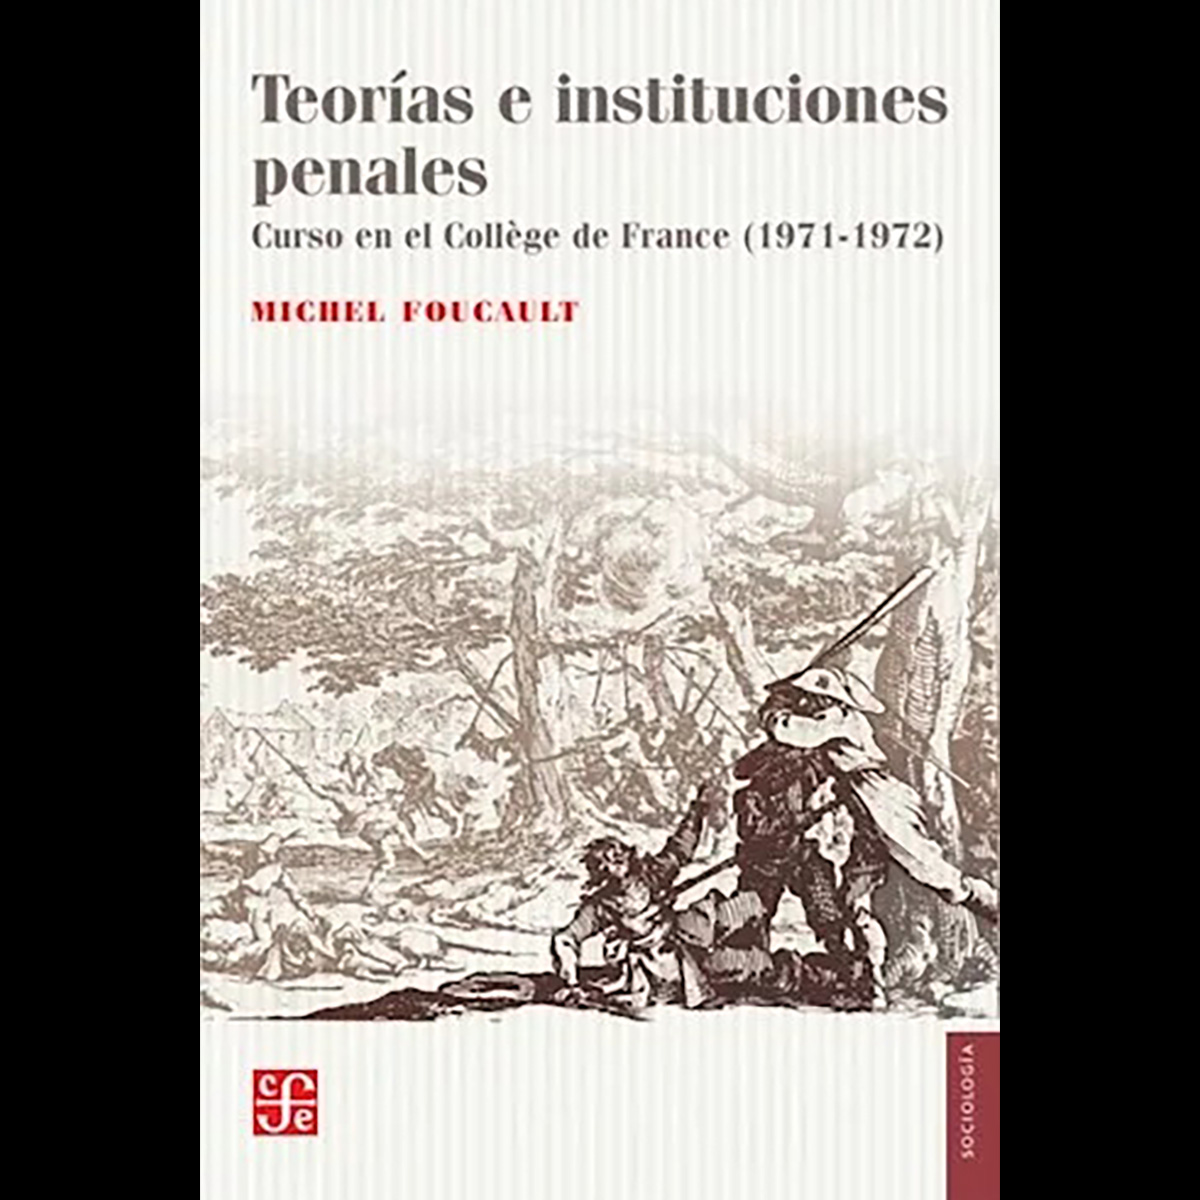 Teorías e instituciones
penales
Curso en el Collège de France (1971-1972)
MICHEL FOUCAULT
cfe
SOCIOLOGÍA